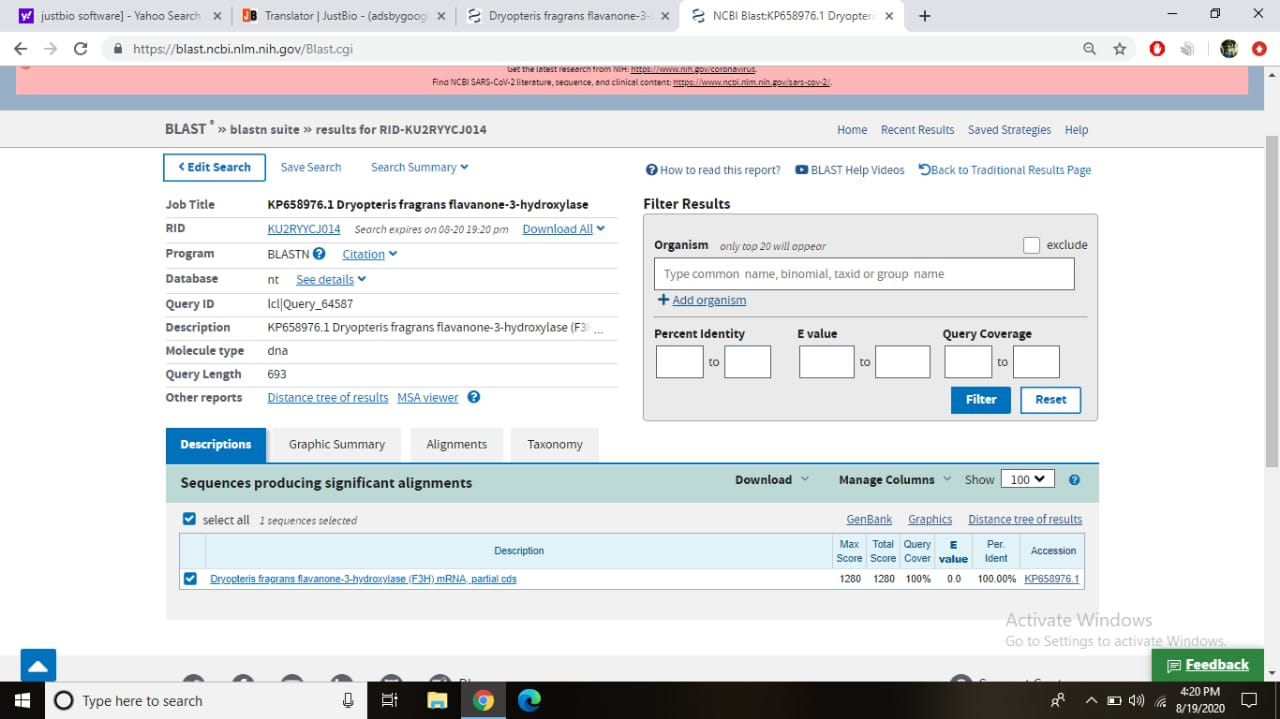 justbio software] - Yahoo Search
Translator | JustBio - (adsbygoog
Dryopteris fragrans flavanone-3-
NCBI Blast:KP658976.1 Dryopteri
https://blast.ncbi.nlm.nih.gov/Blast.cgi
Get the latest research from NIH: https://www.nih.gov/coronavirus.
Find NCBI SARS-CoV-2 literature, sequence, and clinical content: https://www.ncbi.nlm.nih.gov/sars-cov-2/.
BLAST ® » blastn suite » results for RID-KU2RYYCJ014
Home Recent Results Saved Strategies Help
Edit Search Save Search Search Summary
How to read this report? BLAST Help Videos Back to Traditional Results Page
Job Title KP658976.1 Dryopteris fragrans flavanone-3-hydroxylase
RID KU2RYYCJ014 Search expires on 08-20 19:20 pm Download All
Program BLASTN Citation
Database nt See details
Query ID lcl|Query_64587
Description KP658976.1 Dryopteris fragrans flavanone-3-hydroxylase (F3 ...
Molecule type dna
Query Length 693
Other reports Distance tree of results MSA viewer
Filter Results
Organism only top 20 will appear exclude
Type common name, binomial, taxid or group name
Add organism
Percent Identity E value Query Coverage
to to to
Filter Reset
Descriptions Graphic Summary Alignments Taxonomy
Sequences producing significant alignments Download Manage Columns Show 100
select all 1 sequences selected GenBank Graphics Distance tree of results
Description Max Score Total Score Query Cover E value Per. Ident Accession
Dryopteris fragrans flavanone-3-hydroxylase (F3H) mRNA, partial cds 1280 1280 100% 0.0 100.00% KP658976.1
Activate Windows
Go to Settings to activate Windows.
Feedback
Type here to search
4:20 PM
8/19/2020